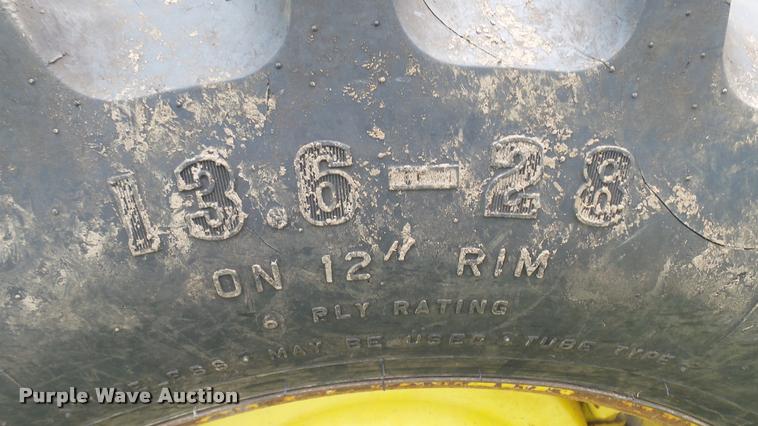 13.6-28
ON 12" RIM
6 PLY RATING
MAY BE USED TUBE TYPE.
Purple Wave Auction